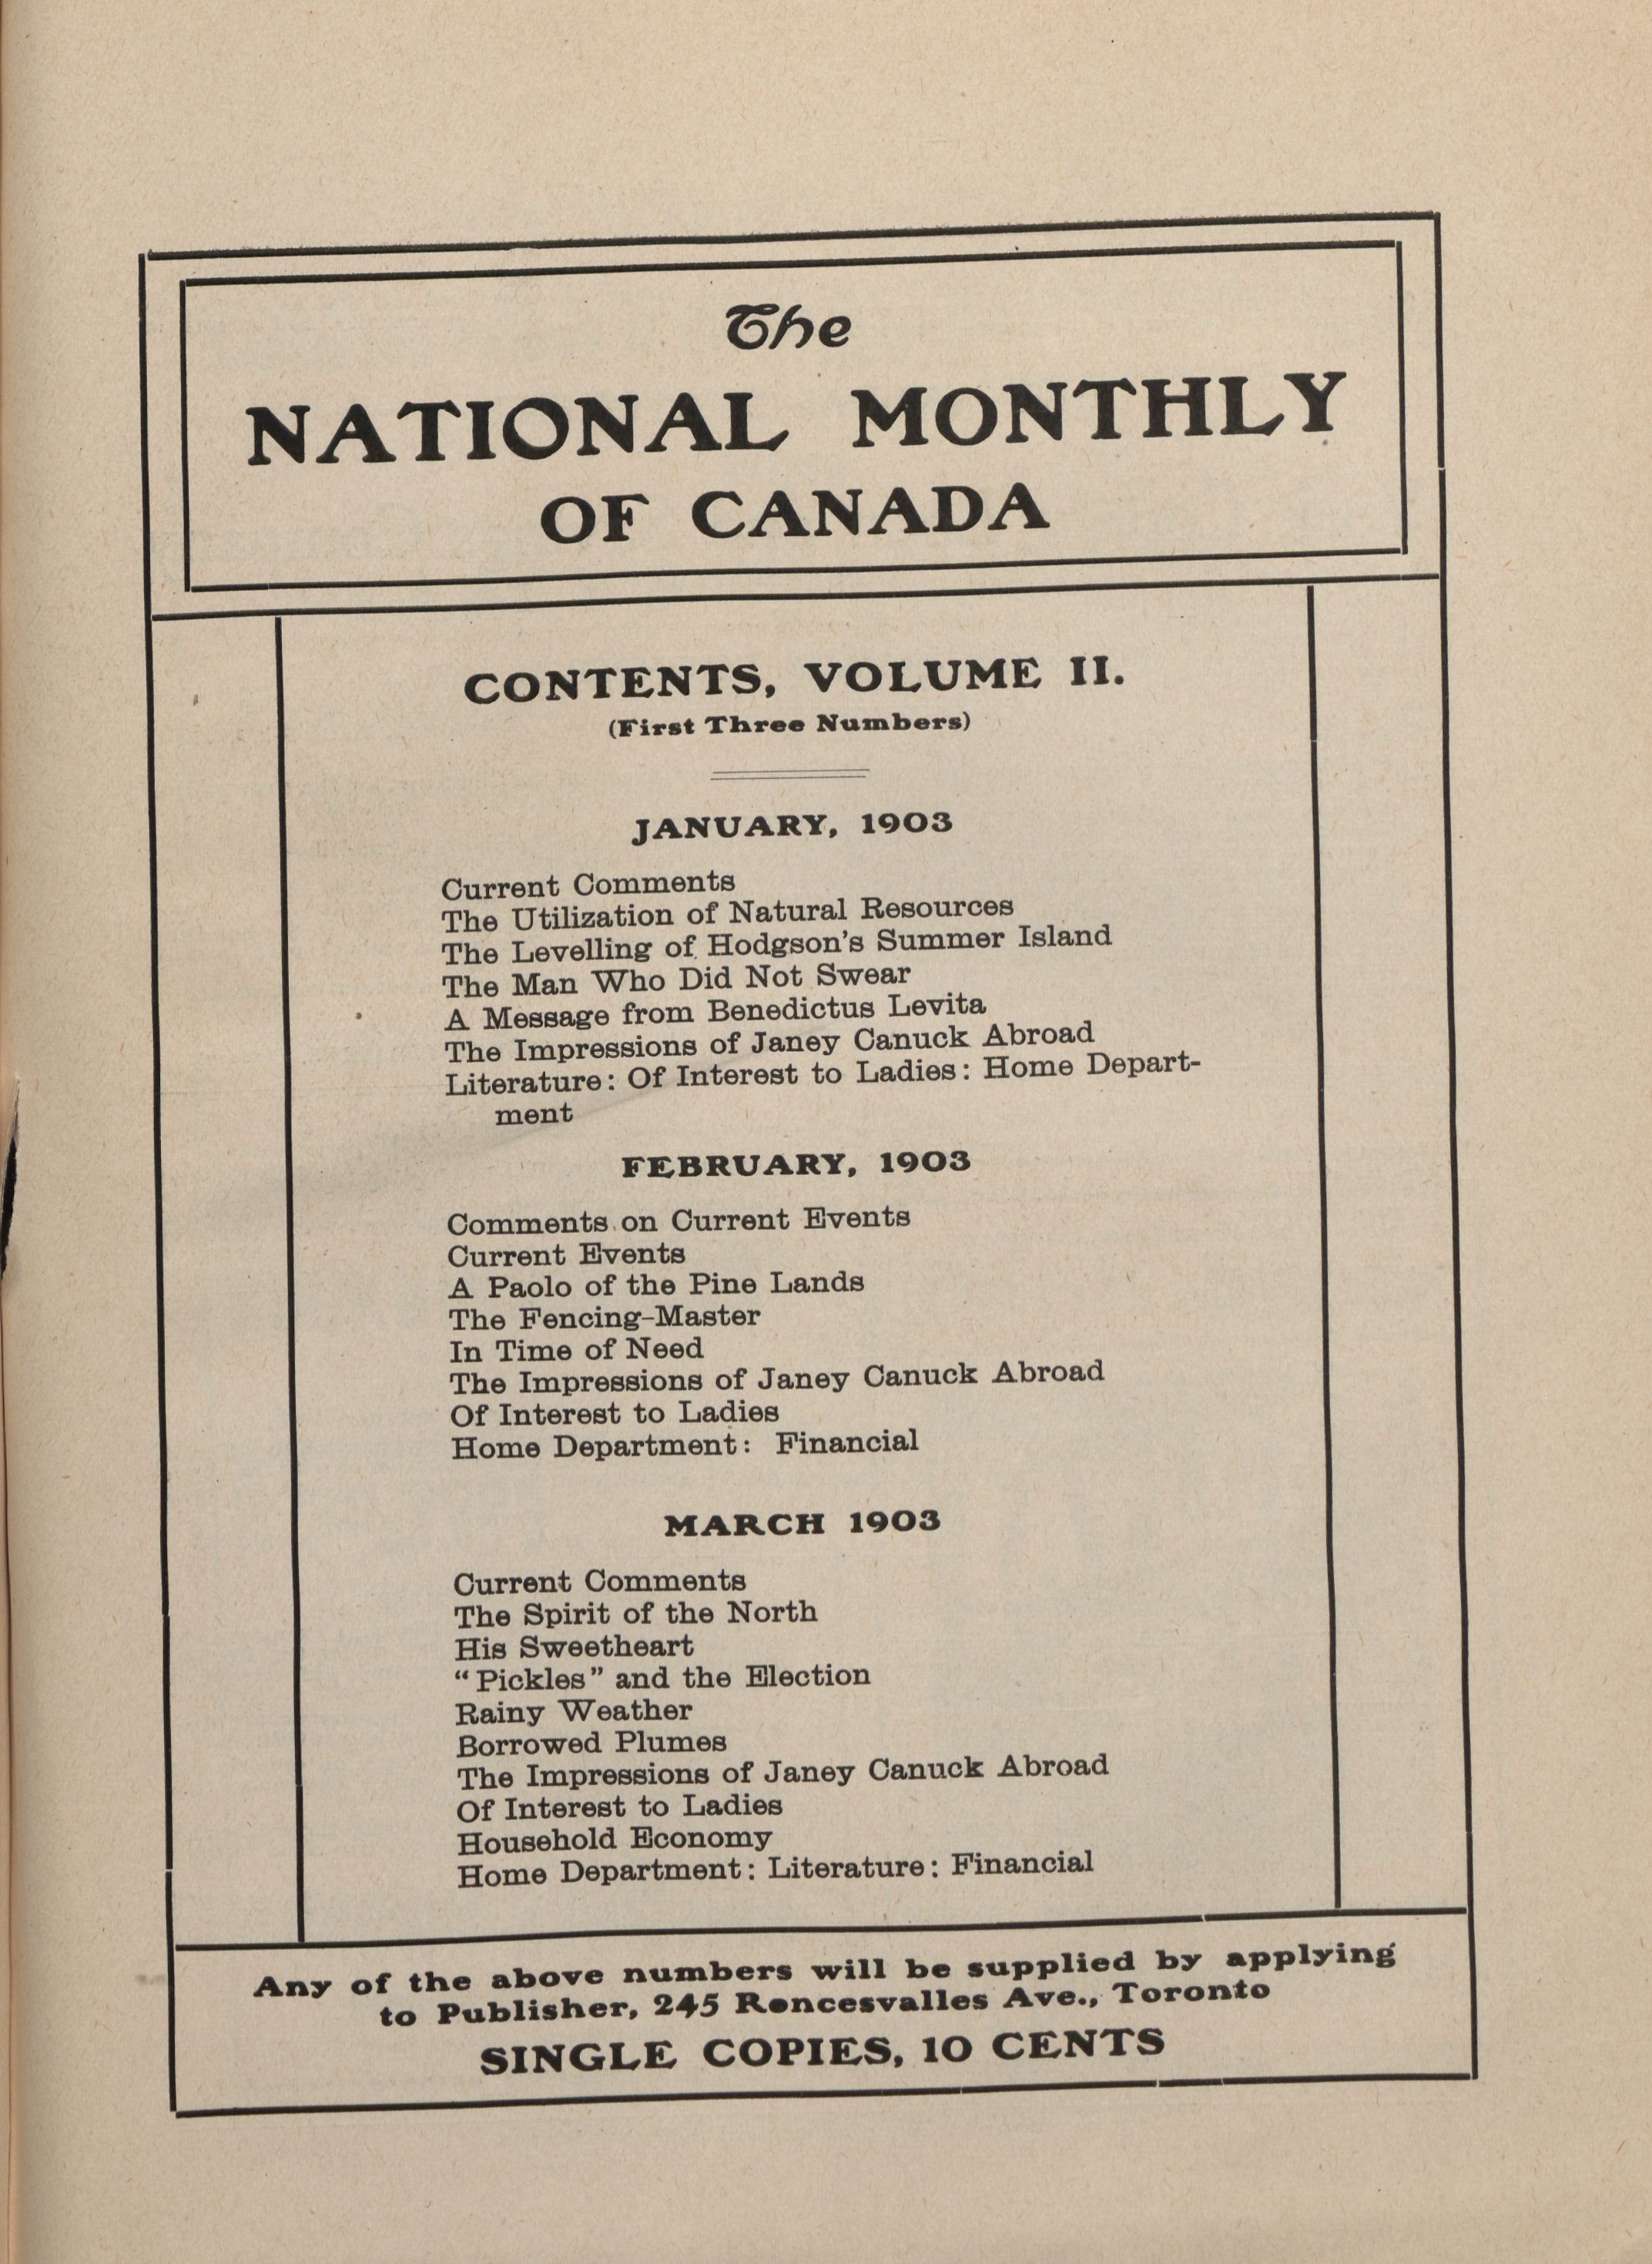 The
NATIONAL MONTHLY
OF CANADA
CONTENTS, VOLUME II.
(First Three Numbers)
JANUARY, 1903
Current Comments
The Utilization of Natural Resources
The Levelling of Hodgson's Summer Island
The Man Who Did Not Swear
A Message from Benedictus Levita
The Impressions of Janey Canuck Abroad
Literature: Of Interest to Ladies: Home Depart-
ment
FEBRUARY, 1903
Comments on Current Events
Current Events
A Paolo of the Pine Lands
The Fencing-Master
In Time of Need
The Impressions of Janey Canuck Abroad
Of Interest to Ladies
Home Department: Financial
MARCH 1903
Current Comments
The Spirit of the North
His Sweetheart
“Pickles” and the Election
Rainy Weather
Borrowed Plumes
The Impressions of Janey Canuck Abroad
Of Interest to Ladies
Household Economy
Home Department: Literature: Financial
Any of the above numbers will be supplied by applying
to Publisher, 245 Roncesvalles Ave., Toronto
SINGLE COPIES, 10 CENTS